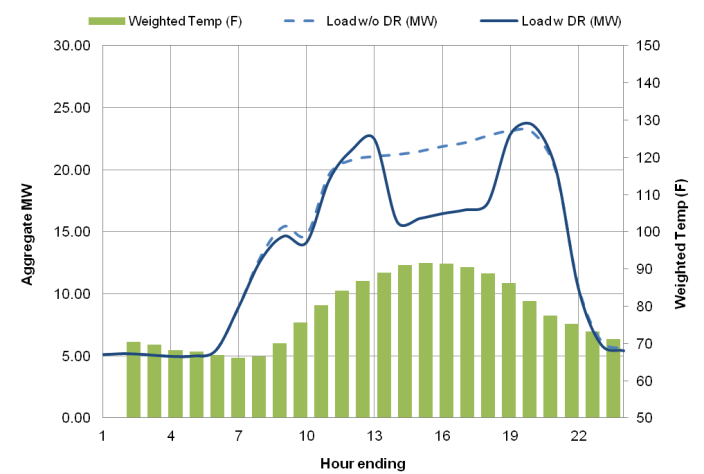 Weighted Temp (F) Load w/o DR (MW) Load w DR (MW)
30.00 150
140
25.00
130
20.00 120
110
15.00 100
90
10.00
80
5.00 70
60
0.00 50
1 4 7 10 13 16 19 22
Hour ending
Aggregate MW
Weighted Temp (F)